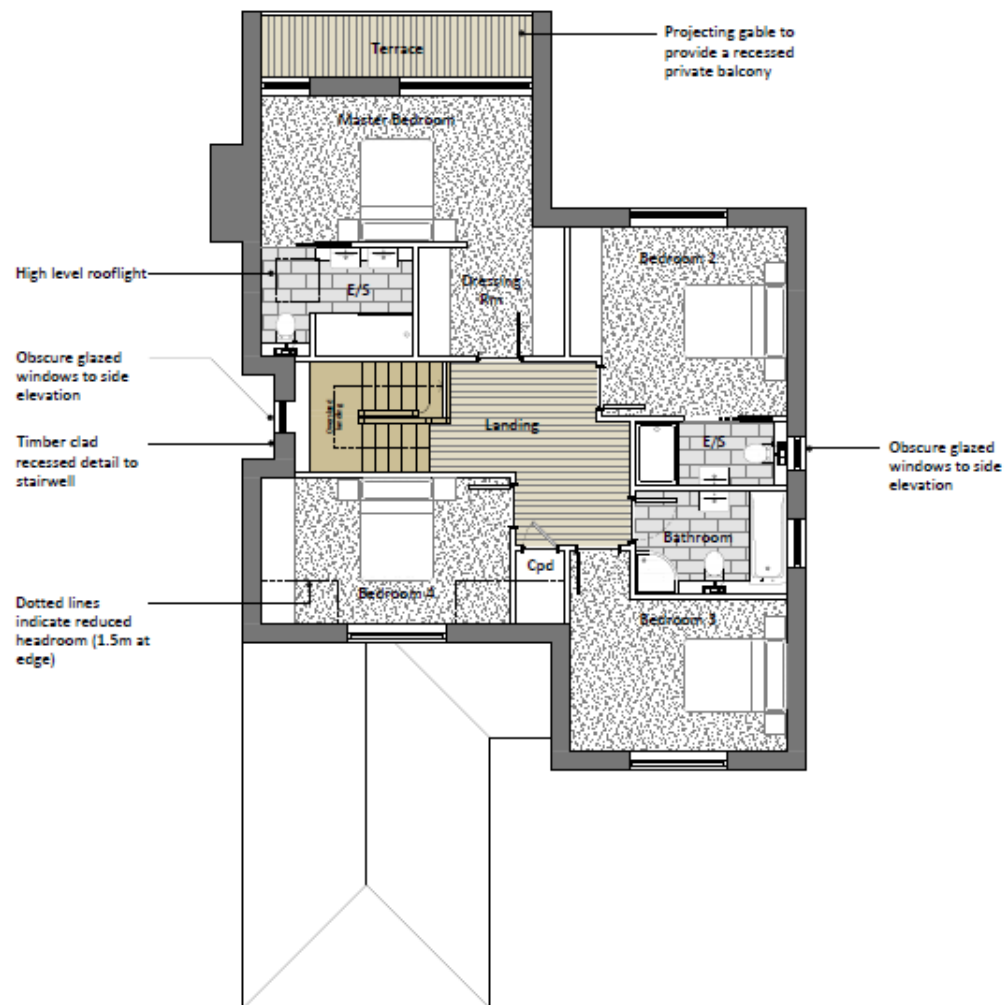 Terrace
Projecting gable to
provide a recessed
private balcony
Master Bedroom
Bedroom 2
High level rooflight
E/S
Dressing
Rm
Obscure glazed
windows to side
elevation
Landing
E/S
Timber clad
recessed detail to
stairwell
Obscure glazed
windows to side
elevation
Bathroom
Cpd
Bedroom 4
Dotted lines
indicate reduced
headroom (1.5m at
edge)
Bedroom 3